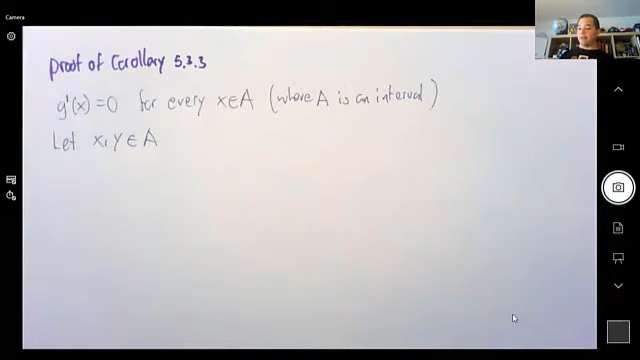 Camera
Proof of Corollary 5.3.3
g'(x)=0 for every x∈A (where A is an interval)
Let x, y ∈ A